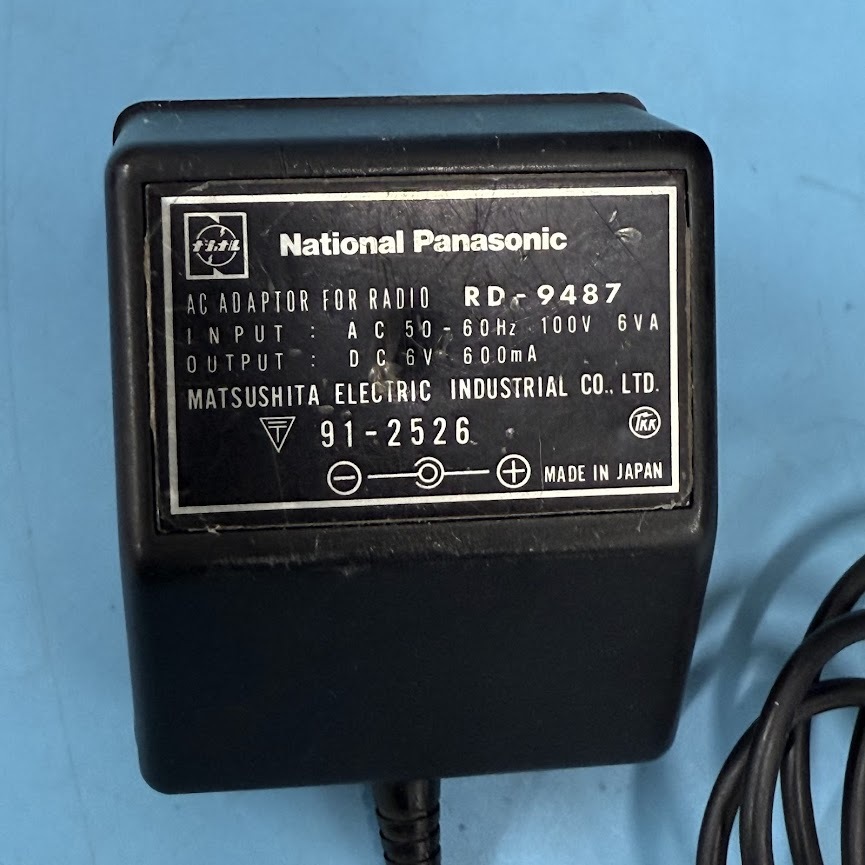 ナショナル
National Panasonic
AC ADAPTOR FOR RADIO RD-9487
INPUT : AC 50-60Hz 100V 6VA
OUTPUT : DC 6V 600mA
MATSUSHITA ELECTRIC INDUSTRIAL CO., LTD.
〒 91-2526 TKK
⊖ ⊕ MADE IN JAPAN